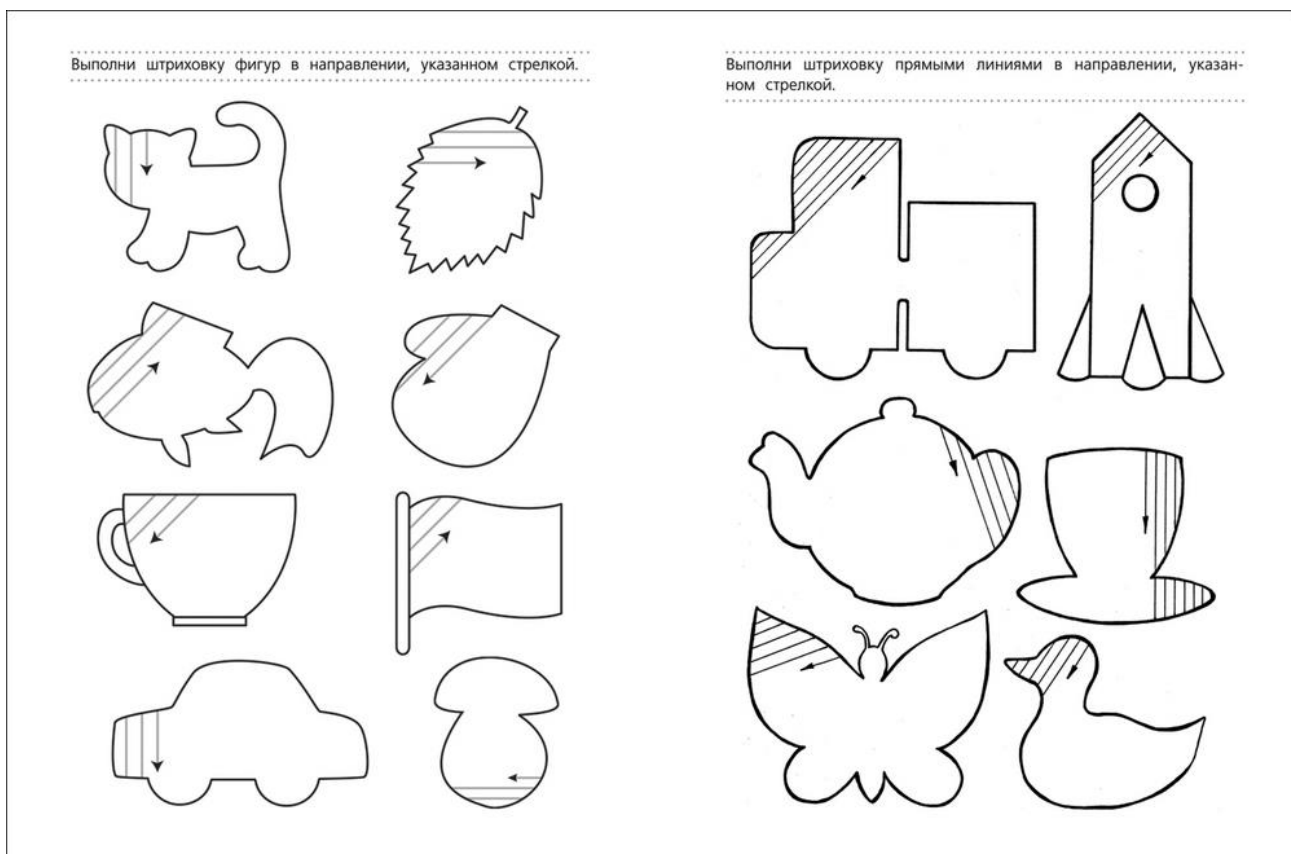 Выполни штриховку фигур в направлении, указанном стрелкой.
Выполни штриховку прямыми линиями в направлении, указан-
ном стрелкой.